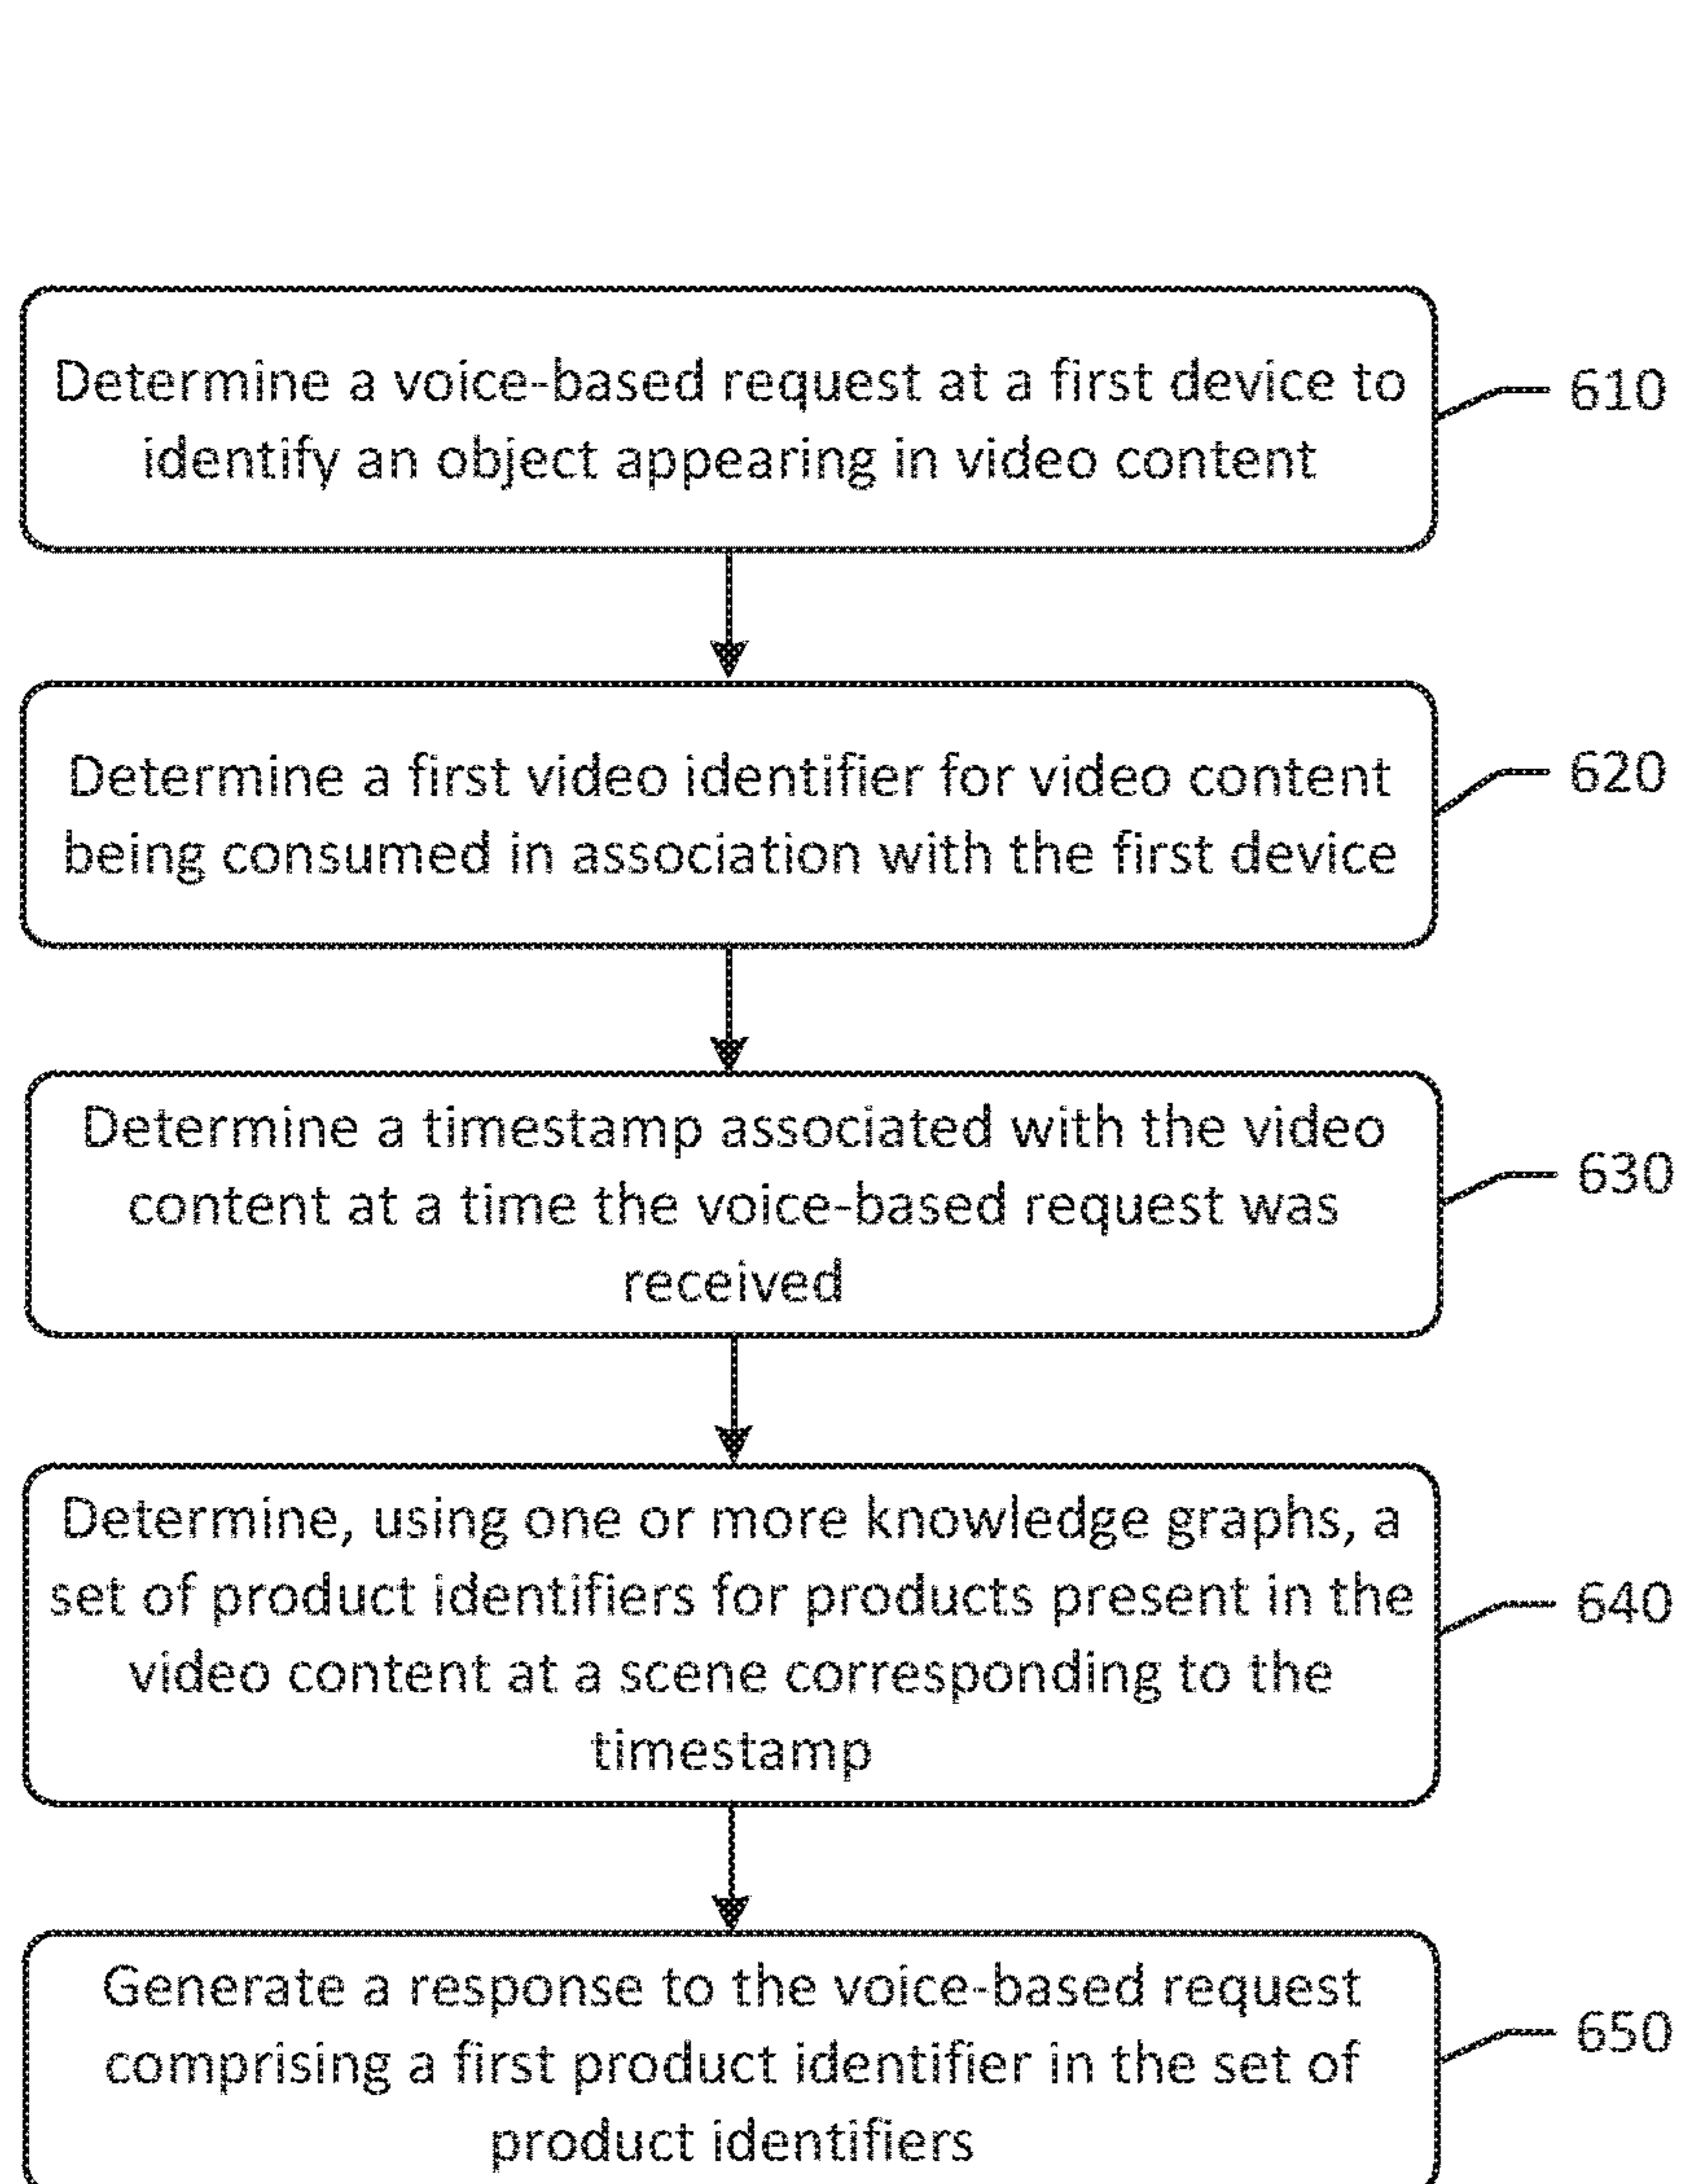 Determine a voice-based request at a first device to
identify an object appearing in video content
610
Determine a first video identifier for video content
being consumed in association with the first device
620
Determine a timestamp associated with the video
content at a time the voice-based request was
received
630
Determine, using one or more knowledge graphs, a
set of product identifiers for products present in the
video content at a scene corresponding to the
timestamp
640
Generate a response to the voice-based request
comprising a first product identifier in the set of
product identifiers
650